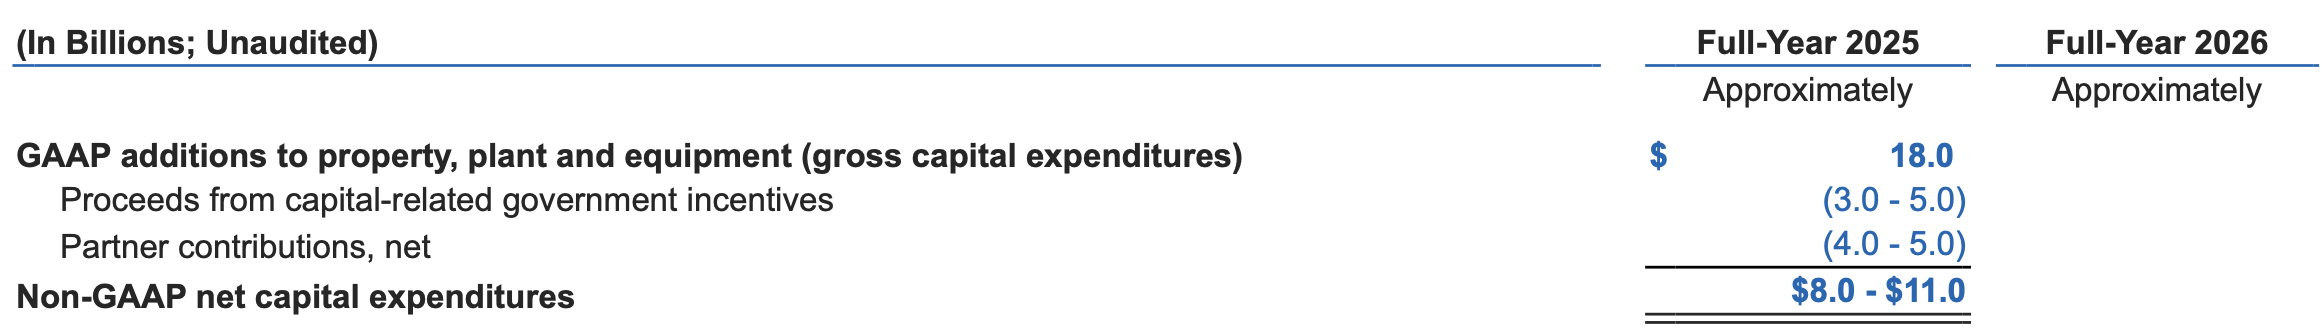 (In Billions; Unaudited) Full-Year 2025 Full-Year 2026
Approximately Approximately
GAAP additions to property, plant and equipment (gross capital expenditures) $ 18.0
Proceeds from capital-related government incentives (3.0 - 5.0)
Partner contributions, net (4.0 - 5.0)
Non-GAAP net capital expenditures $8.0 - $11.0